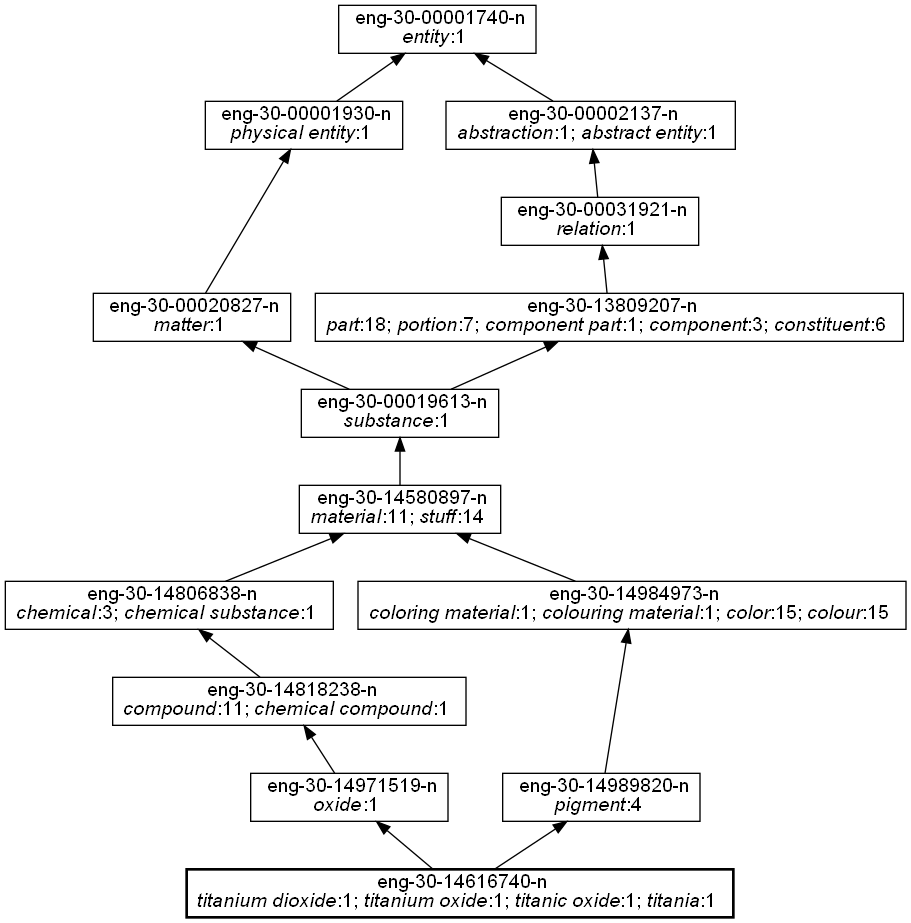 eng-30-00001740-n
entity:1
eng-30-00001930-n
physical entity:1
eng-30-00002137-n
abstraction:1; abstract entity:1
eng-30-00031921-n
relation:1
eng-30-00020827-n
matter:1
eng-30-13809207-n
part:18; portion:7; component part:1; component:3; constituent:6
eng-30-00019613-n
substance:1
eng-30-14580897-n
material:11; stuff:14
eng-30-14806838-n
chemical:3; chemical substance:1
eng-30-14984973-n
coloring material:1; colouring material:1; color:15; colour:15
eng-30-14818238-n
compound:11; chemical compound:1
eng-30-14971519-n
oxide:1
eng-30-14989820-n
pigment:4
eng-30-14616740-n
titanium dioxide:1; titanium oxide:1; titanic oxide:1; titania:1